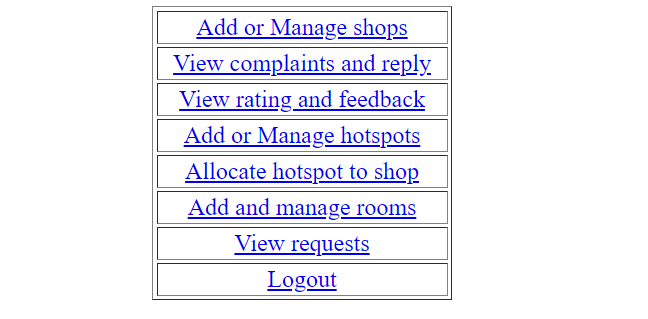 Add or Manage shops
View complaints and reply
View rating and feedback
Add or Manage hotspots
Allocate hotspot to shop
Add and manage rooms
View requests
Logout